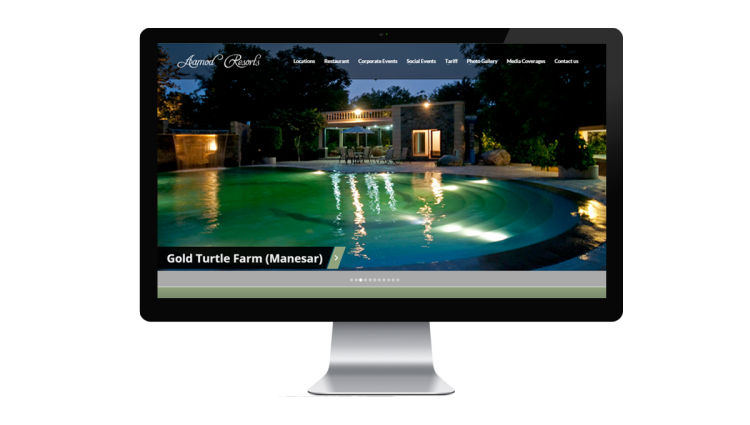 Aamod Resorts
Locations Restaurant Corporate Events Social Events Tariff Photo Gallery Media Coverages Contact us
Gold Turtle Farm (Manesar)